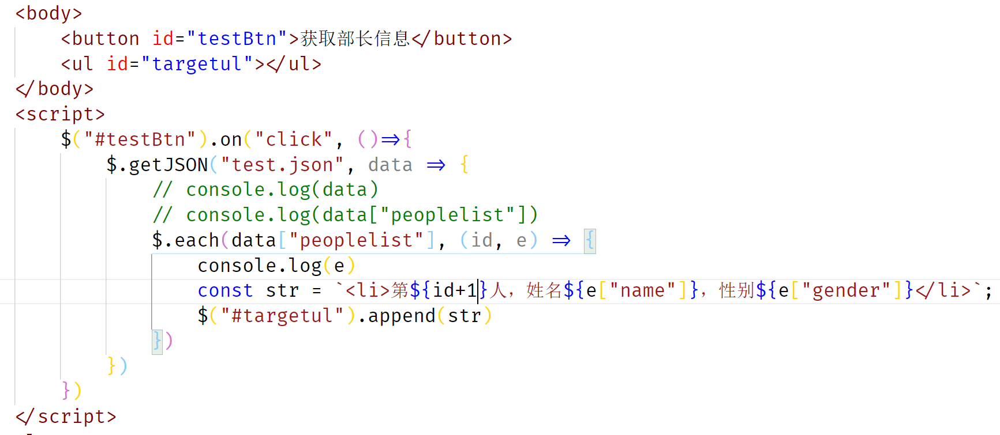 <body>
<button id="testBtn">获取部长信息</button>
<ul id="targetul"></ul>
</body>
<script>
$("#testBtn").on("click", ()=>{
$.getJSON("test.json", data => {
// console.log(data)
// console.log(data["peoplelist"])
$.each(data["peoplelist"], (id, e) => {
console.log(e)
const str = `<li>第${id+1}人，姓名${e["name"]}，性别${e["gender"]}</li>`;
$("#targetul").append(str)
})
})
})
</script>